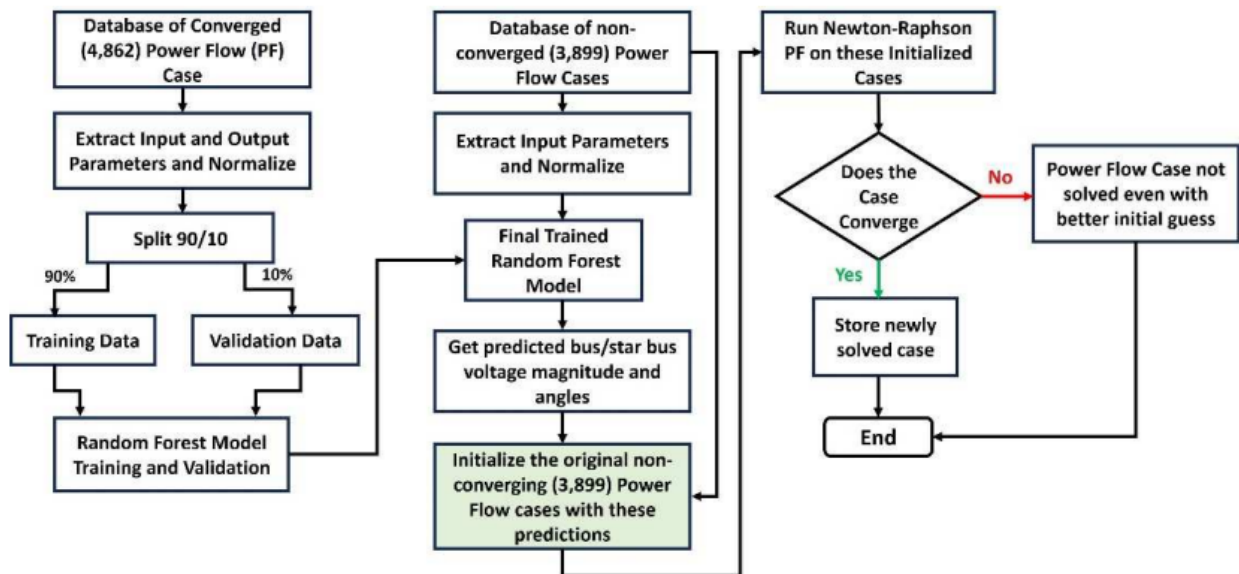 Database of Converged
(4,862) Power Flow (PF)
Case
Extract Input and Output
Parameters and Normalize
Split 90/10
90%
10%
Training Data
Validation Data
Random Forest Model
Training and Validation
Database of non-
converged (3,899) Power
Flow Cases
Extract Input Parameters
and Normalize
Final Trained
Random Forest
Model
Get predicted bus/star bus
voltage magnitude and
angles
Initialize the original non-
converging (3,899) Power
Flow cases with these
predictions
Run Newton-Raphson
PF on these Initialized
Cases
Does the
Case
Converge
No
Power Flow Case not
solved even with
better initial guess
Yes
Store newly
solved case
End